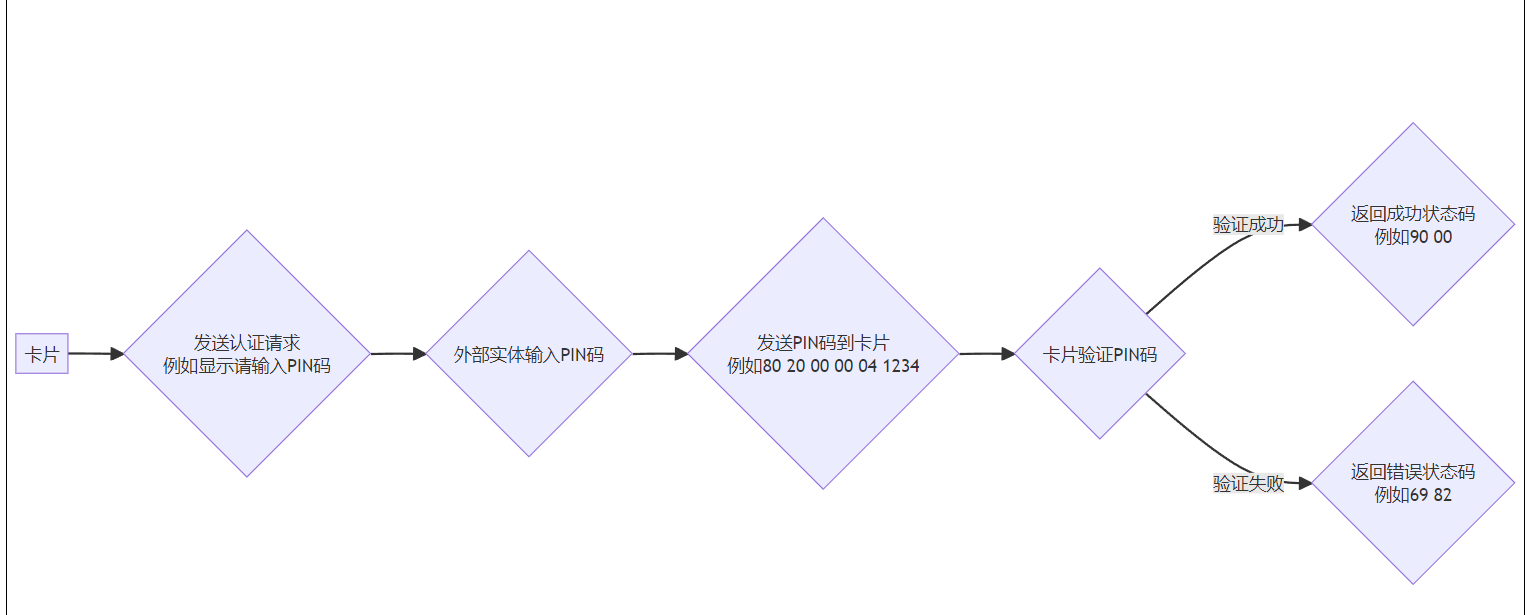 卡片
发送认证请求
例如显示请输入PIN码
外部实体输入PIN码
发送PIN码到卡片
例如80 20 00 00 04 1234
卡片验证PIN码
验证成功
返回成功状态码
例如90 00
验证失败
返回错误状态码
例如69 82